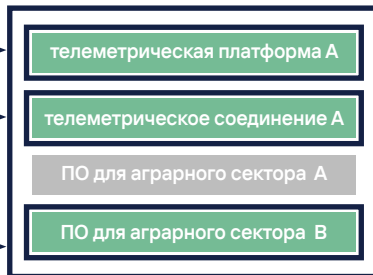 телеметрическая платформа A
телеметрическое соединение A
ПО для аграрного сектора A
ПО для аграрного сектора B